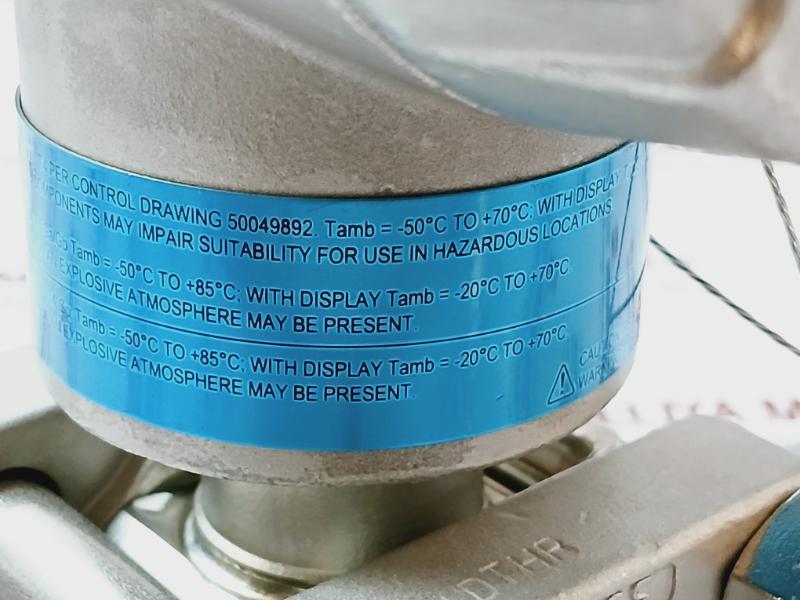 PER CONTROL DRAWING 50049892. Tamb = -50°C TO +70°C; WITH DISPLAY
COMPONENTS MAY IMPAIR SUITABILITY FOR USE IN HAZARDOUS LOCATIONS
Tamb = -50°C TO +85°C; WITH DISPLAY Tamb = -20°C TO +70°C.
EXPLOSIVE ATMOSPHERE MAY BE PRESENT.
Tamb = -50°C TO +85°C; WITH DISPLAY Tamb = -20°C TO +70°C.
EXPLOSIVE ATMOSPHERE MAY BE PRESENT.